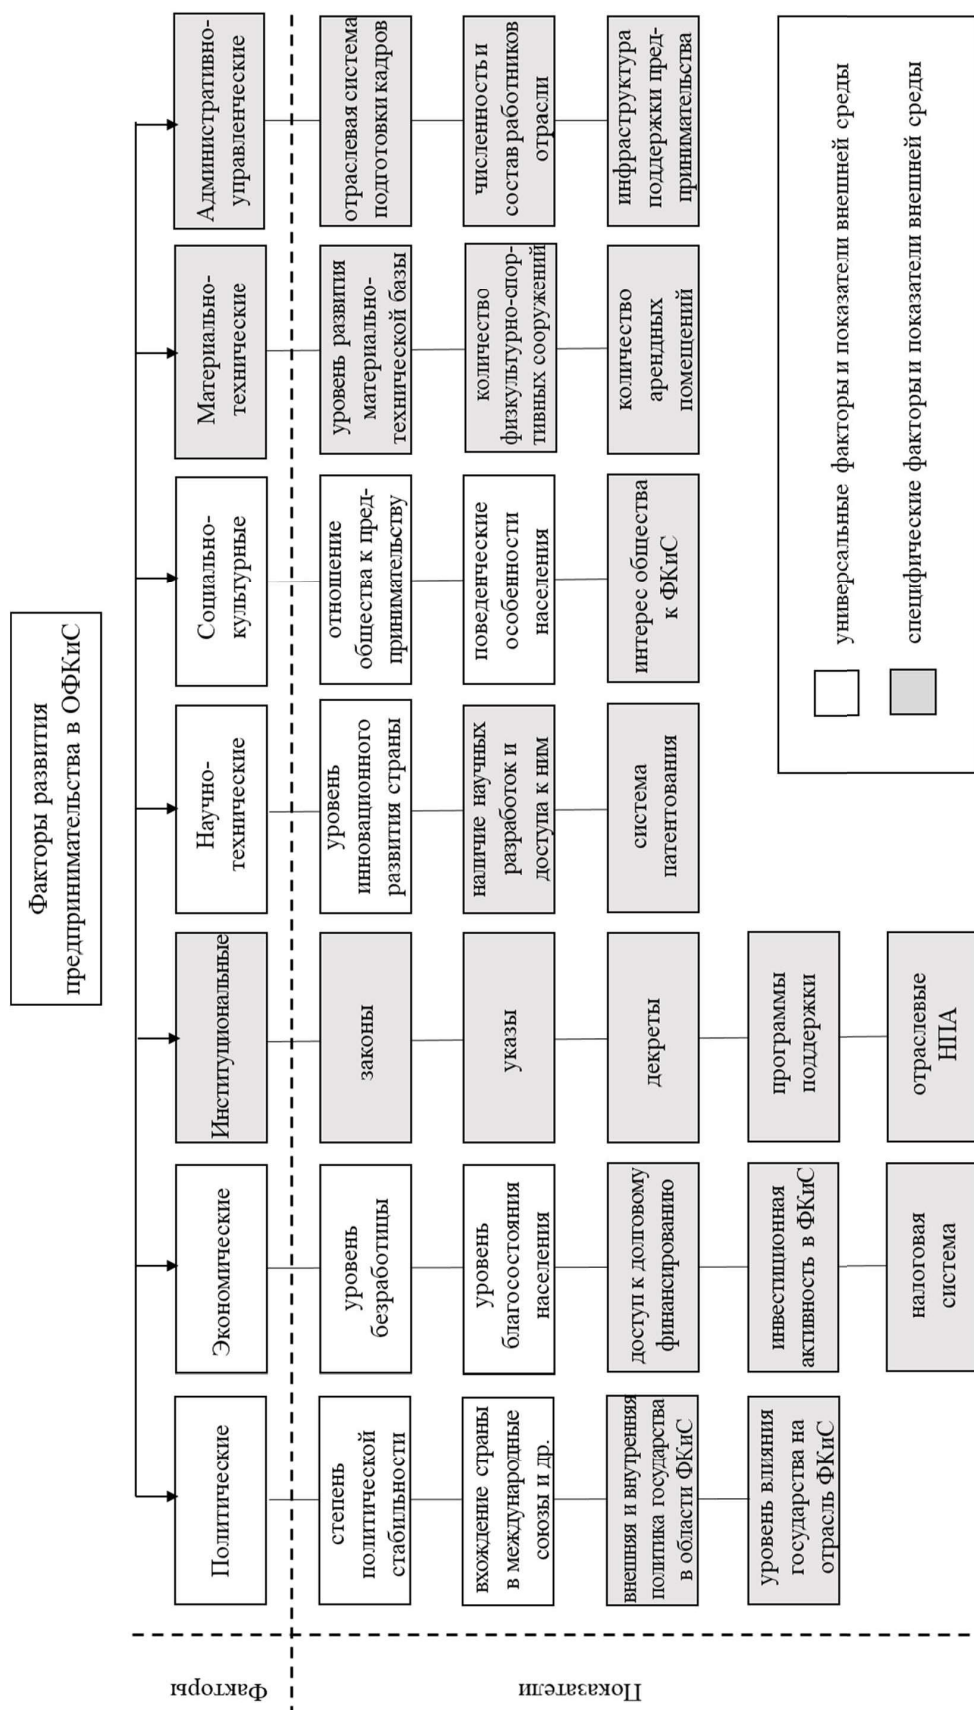 Факторы развития
предпринимательства в ОФКиС
Факторы
Политические
Экономические
Институциональные
Научно-
технические
Социально-
культурные
Материально-
технические
Административно-
управленческие
Показатели
степень
политической
стабильности
вхождение страны
в международные
союзы и др.
внешняя и внутренняя
политика государства
в области ФКиС
уровень влияния
государства на
отрасль ФКиС
уровень
безработицы
уровень
благосостояния
населения
доступ к долговому
финансированию
инвестиционная
активность в ФКиС
налоговая
система
законы
указы
декреты
программы
поддержки
отраслевые
НПА
уровень
инновационного
развития страны
наличие научных
разработок и
доступа к ним
система
патентования
отношение
общества к пред-
принимательству
поведенческие
особенности
населения
интерес общества
к ФКиС
уровень развития
материально-
технической базы
количество
физкультурно-спор-
тивных сооружений
количество
арендных
помещений
отраслевая система
подготовки кадров
численность и
состав работников
отрасли
инфраструктура
поддержки пред-
принимательства
универсальные факторы и показатели внешней среды
специфические факторы и показатели внешней среды